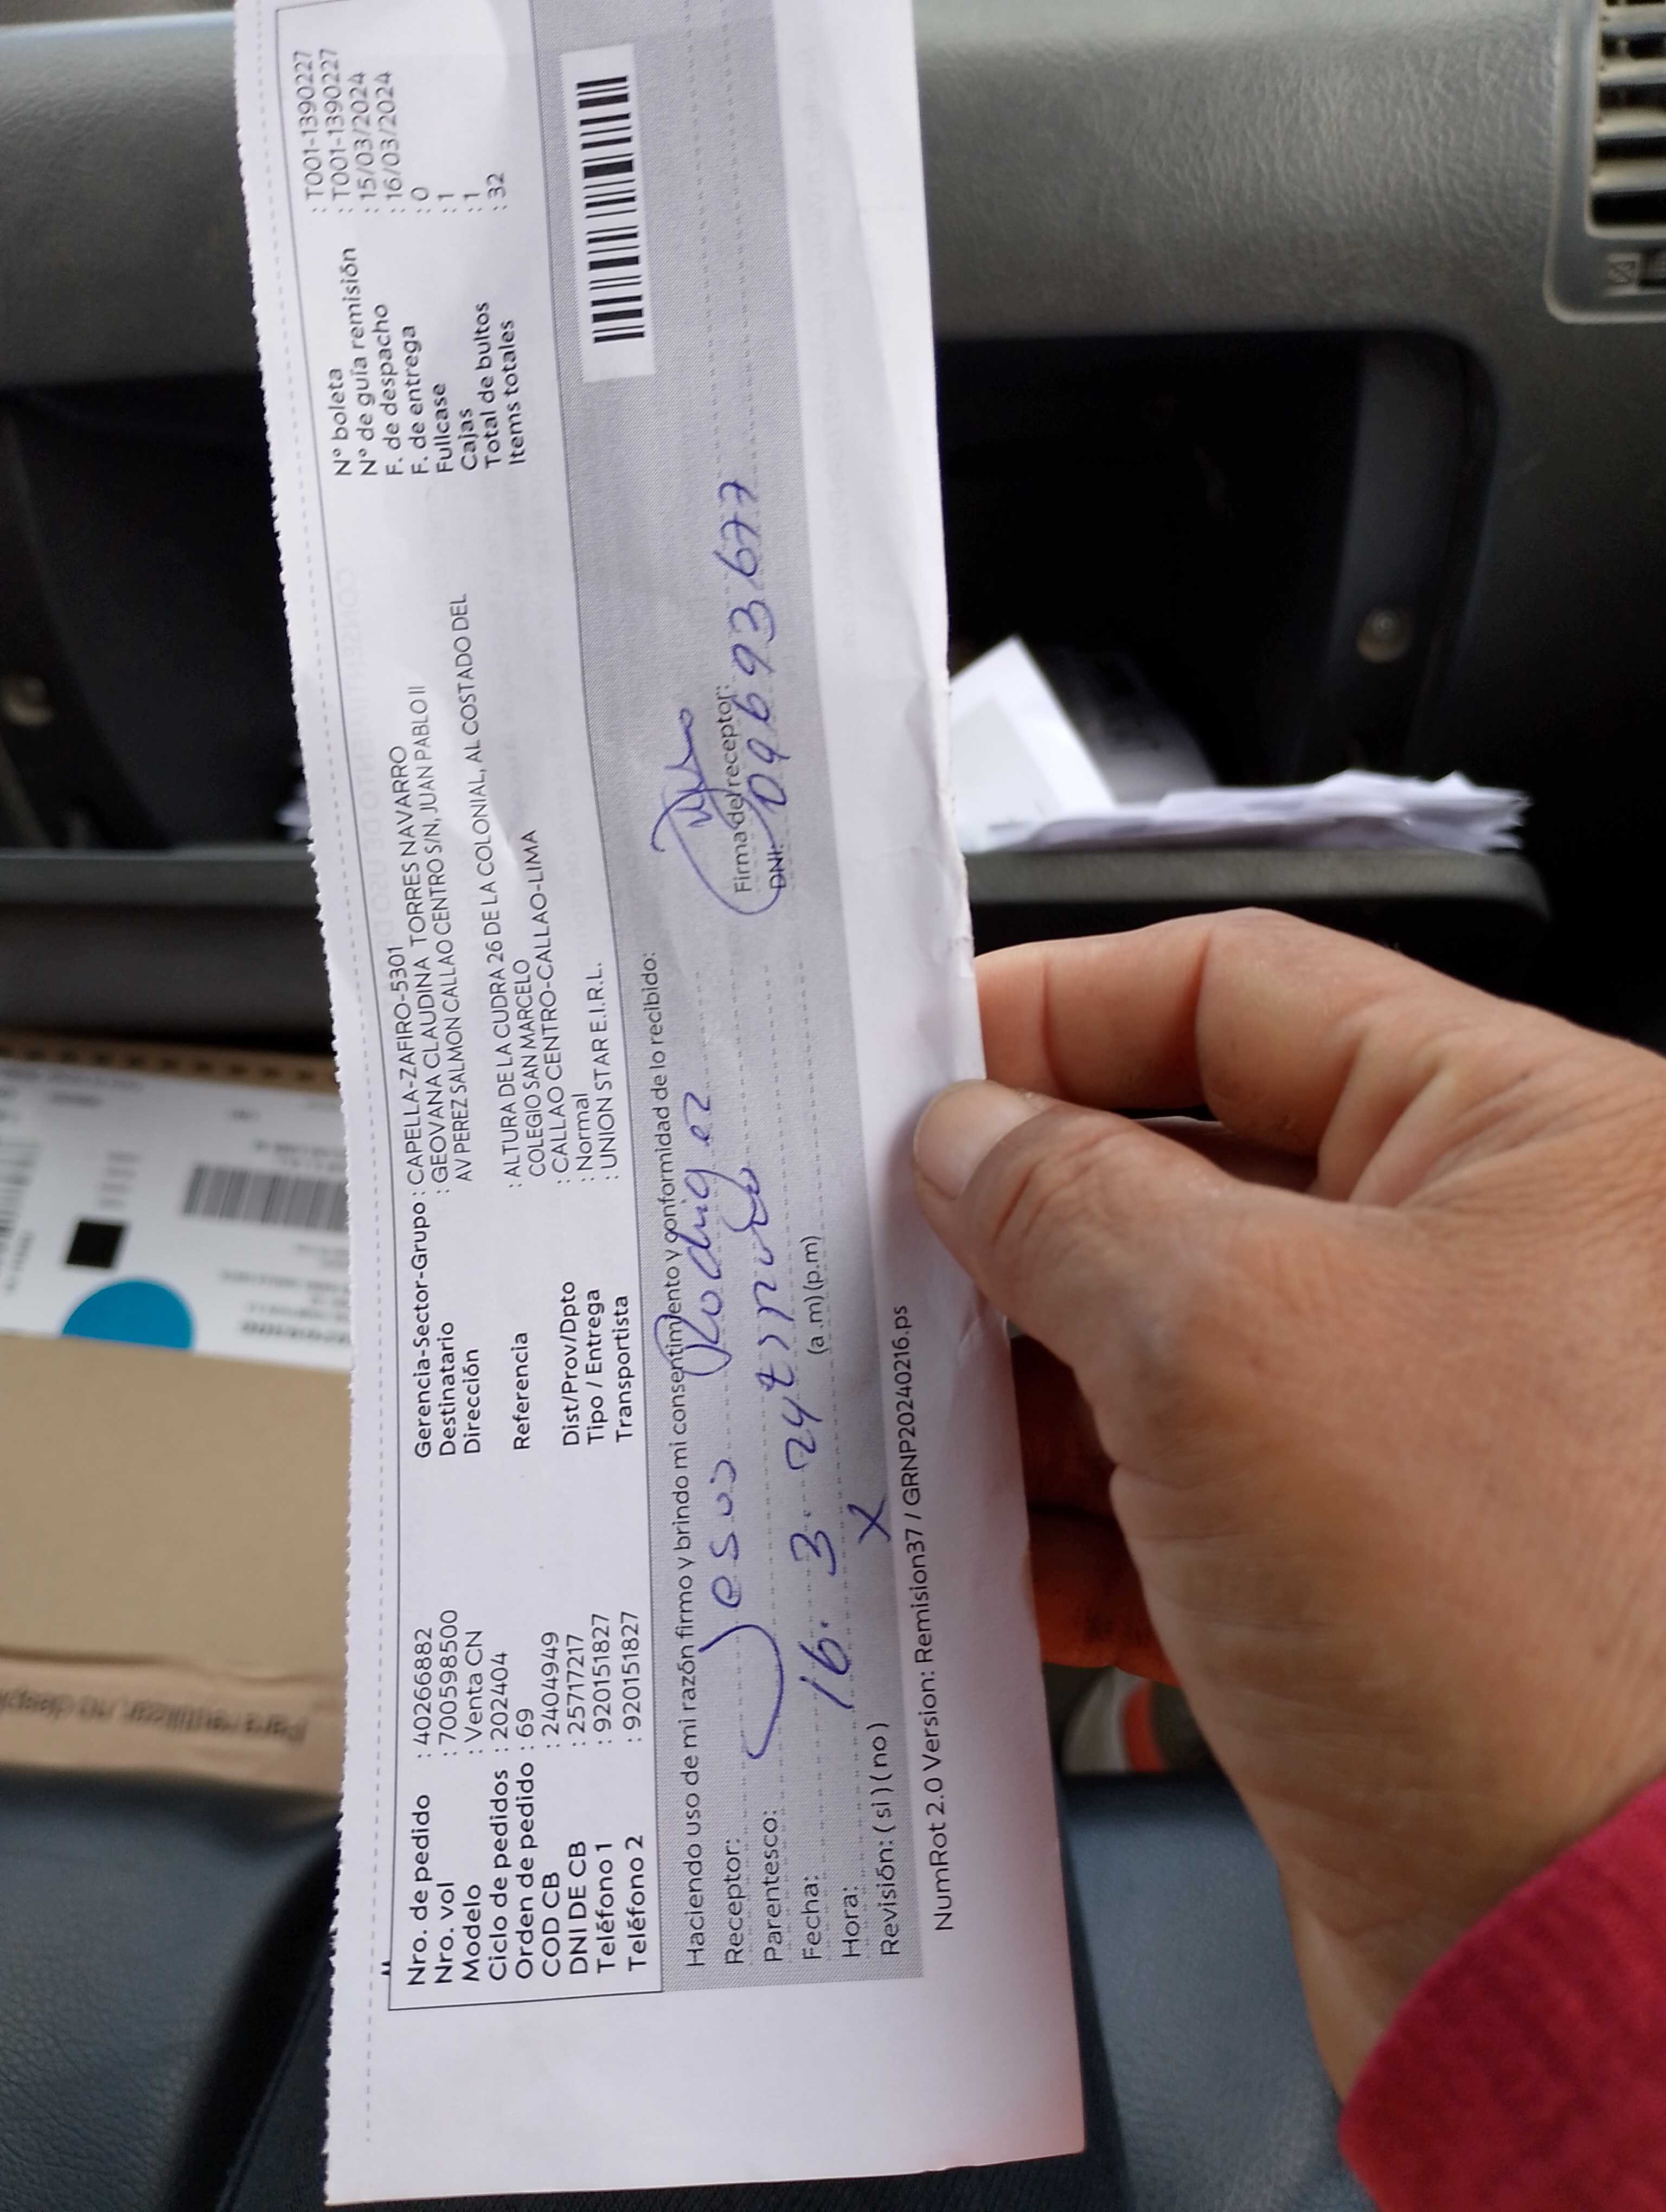 Nro. de pedido : 40266882
Nro. vol : 700598500
Modelo : Venta CN
Ciclo de pedidos : 202404
Orden de pedido : 69
COD CB : 2404949
DNI DE CB : 25717217
Teléfono 1 : 920151827
Teléfono 2 : 920151827
Gerencia-Sector-Grupo : CAPELLA-ZAFIRO-5301
Destinatario : GEOVANA CLAUDINA TORRES NAVARRO
Dirección AV PEREZ SALMON CALLAO CENTRO S/N, JUAN PABLO II
Referencia : ALTURA DE LA CUDRA 26 DE LA COLONIAL, AL COSTADO DEL
COLEGIO SAN MARCELO
Dist/Prov/Dpto : CALLAO CENTRO-CALLAO-LIMA
Tipo / Entrega : Normal
Transportista : UNION STAR E.I.R.L.
N° boleta : T001-1390227
N° de guía remisión : T001-1390227
F. de despacho : 15/03/2024
F. de entrega : 16/03/2024
Fullcase : 0
Cajas : 1
Total de bultos : 1
Items totales : 32
Haciendo uso de mi razón firmo y brindo mi consentimiento y conformidad de lo recibido:
Receptor: Jesus Rodriguez
Parentesco:
Fecha: 16. 3. 24
Hora: (a.m) (p.m)
Revisión: ( si ) ( no ) X
Firma del receptor:
DNI: 09693677
NumRot 2.0 Version: Remision37 / GRNP20240216.ps